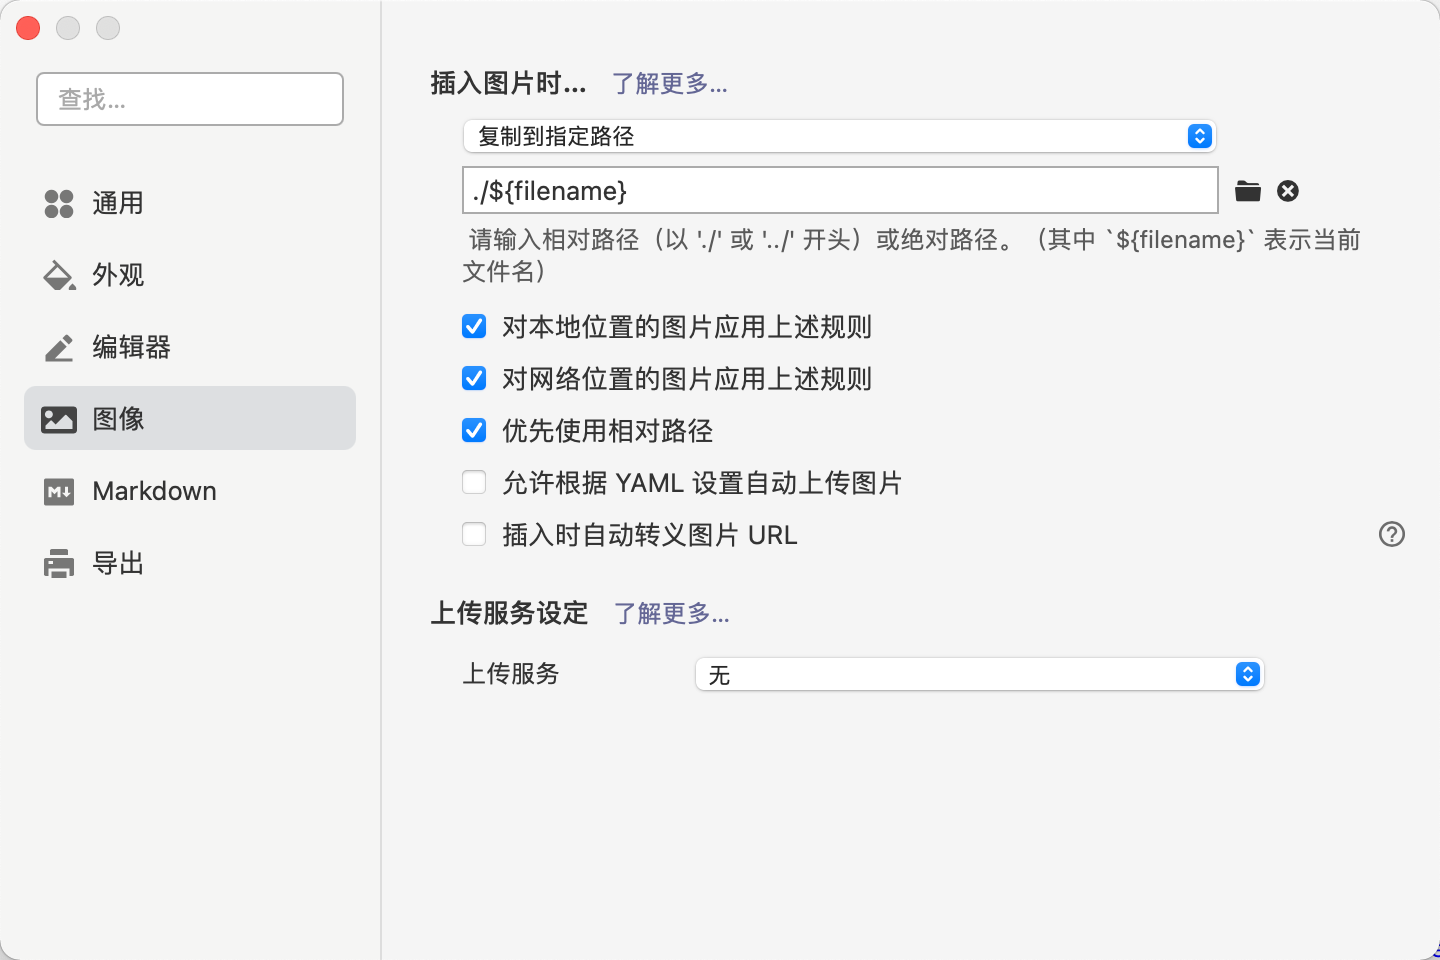 查找...
通用
外观
编辑器
图像
Markdown
导出
插入图片时... 了解更多...
复制到指定路径
./${filename}
请输入相对路径（以 './' 或 '../' 开头）或绝对路径。（其中 `${filename}` 表示当前
文件名）
对本地位置的图片应用上述规则
对网络位置的图片应用上述规则
优先使用相对路径
允许根据 YAML 设置自动上传图片
插入时自动转义图片 URL
上传服务设定 了解更多...
上传服务 无